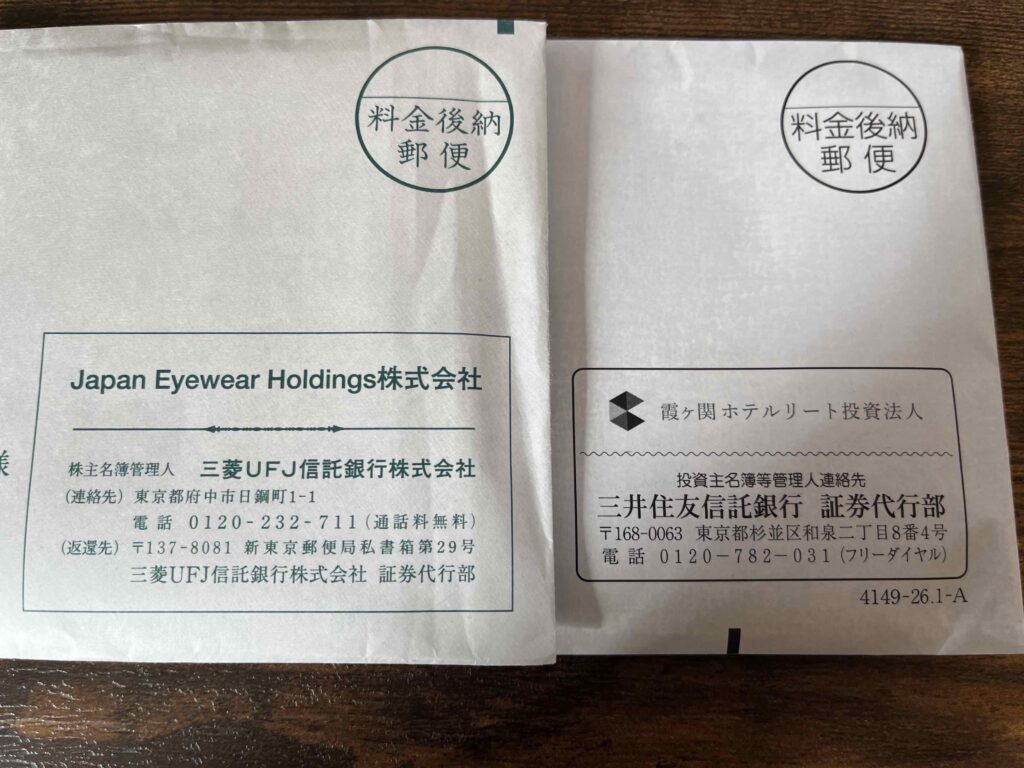 料金後納
郵便
Japan Eyewear Holdings株式会社
様
株主名簿管理人 三菱UFJ信託銀行株式会社
(連絡先) 東京都府中市日鋼町1-1
電話 0120-232-711(通話料無料)
(返還先) 〒137-8081 新東京郵便局私書箱第29号
三菱UFJ信託銀行株式会社 証券代行部
料金後納
郵便
霞ヶ関ホテルリート投資法人
投資主名簿等管理人連絡先
三井住友信託銀行 証券代行部
〒168-0063 東京都杉並区和泉二丁目8番4号
電話 0120-782-031(フリーダイヤル)
4149-26.1-A